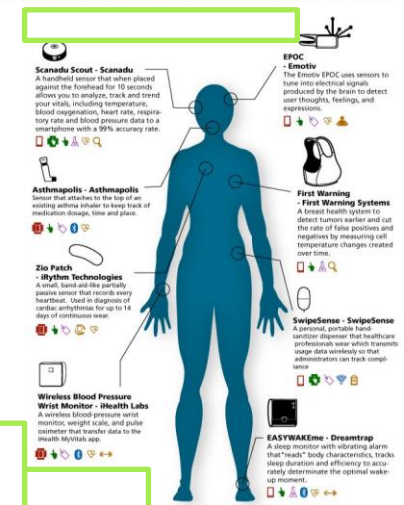 Scanadu Scout - Scanadu
A handheld sensor that when placed
against the forehead for 10 seconds
allows you to analyze, track and trend
your vitals, including temperature,
blood oxygenation, heart rate, respira-
tory rate and blood pressure data to a
smartphone with a 99% accuracy rate.
Asthmapolis - Asthmapolis
Sensor that attaches to the top of an
existing asthma inhaler to keep track of
medication dosage, time and place.
Zio Patch
- iRythm Technologies
A small, band-aid-like partially
passive sensor that records every
heartbeat. Used in diagnosis of
cardiac arrhythmias for up to 14
days of continuous wear.
Wireless Blood Pressure
Wrist Monitor - iHealth Labs
A wireless blood-pressure wrist
monitor, weight scale, and pulse
oximeter that transfer data to the
iHealth MyVitals app.
EPOC
- Emotiv
The Emotiv EPOC uses sensors to
tune into electrical signals
produced by the brain to detect
user thoughts, feelings, and
expressions.
First Warning
- First Warning Systems
A breast health system to
detect tumors earlier and cut
the rate of false positives and
negatives by measuring cell
temperature changes created
over time.
SwipeSense - SwipeSense
A personal, portable hand-
sanitizer dispenser that healthcare
professionals wear which transmits
usage data wirelessly so that
administrators can track compl-
iance
EASYWAKEme - Dreamtrap
A sleep monitor with vibrating alarm
that"reads" body characteristics, tracks
sleep duration and efficiency to accu-
rately determinate the optimal wake-
up moment.